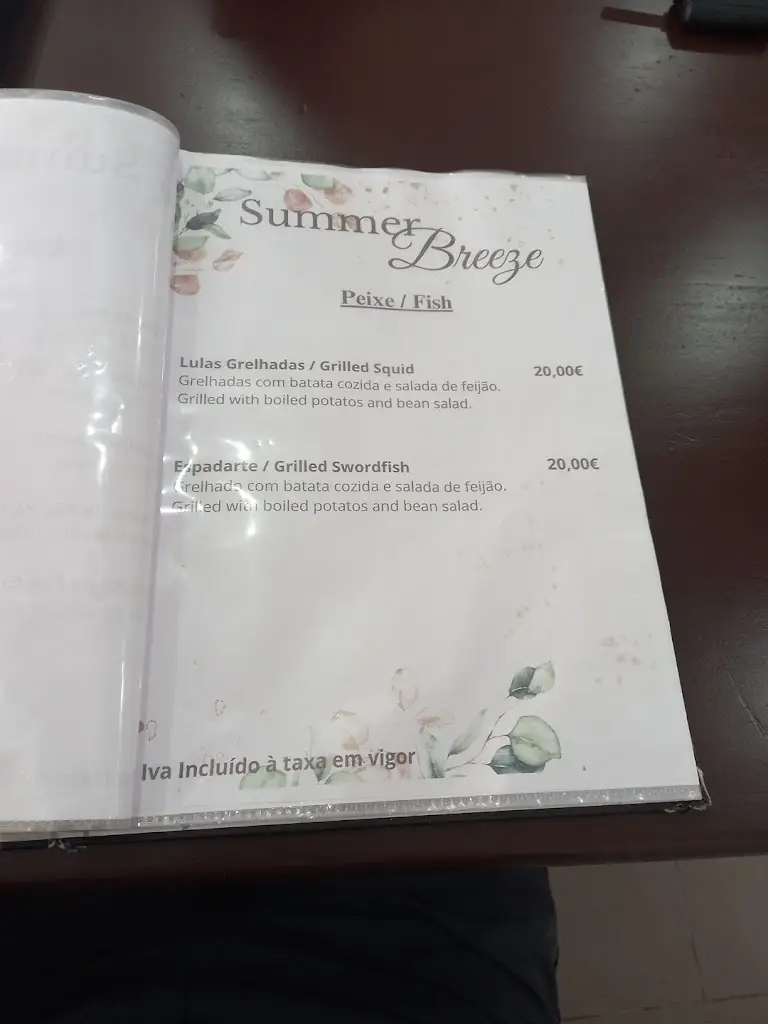 Summer
Breeze
Peixe / Fish
Lulas Grelhadas / Grilled Squid 20,00€
Grelhadas com batata cozida e salada de feijão.
Grilled with boiled potatos and bean salad.
Espadarte / Grilled Swordfish 20,00€
Grelhado com batata cozida e salada de feijão.
Grilled with boiled potatos and bean salad.
Iva Incluído à taxa em vigor